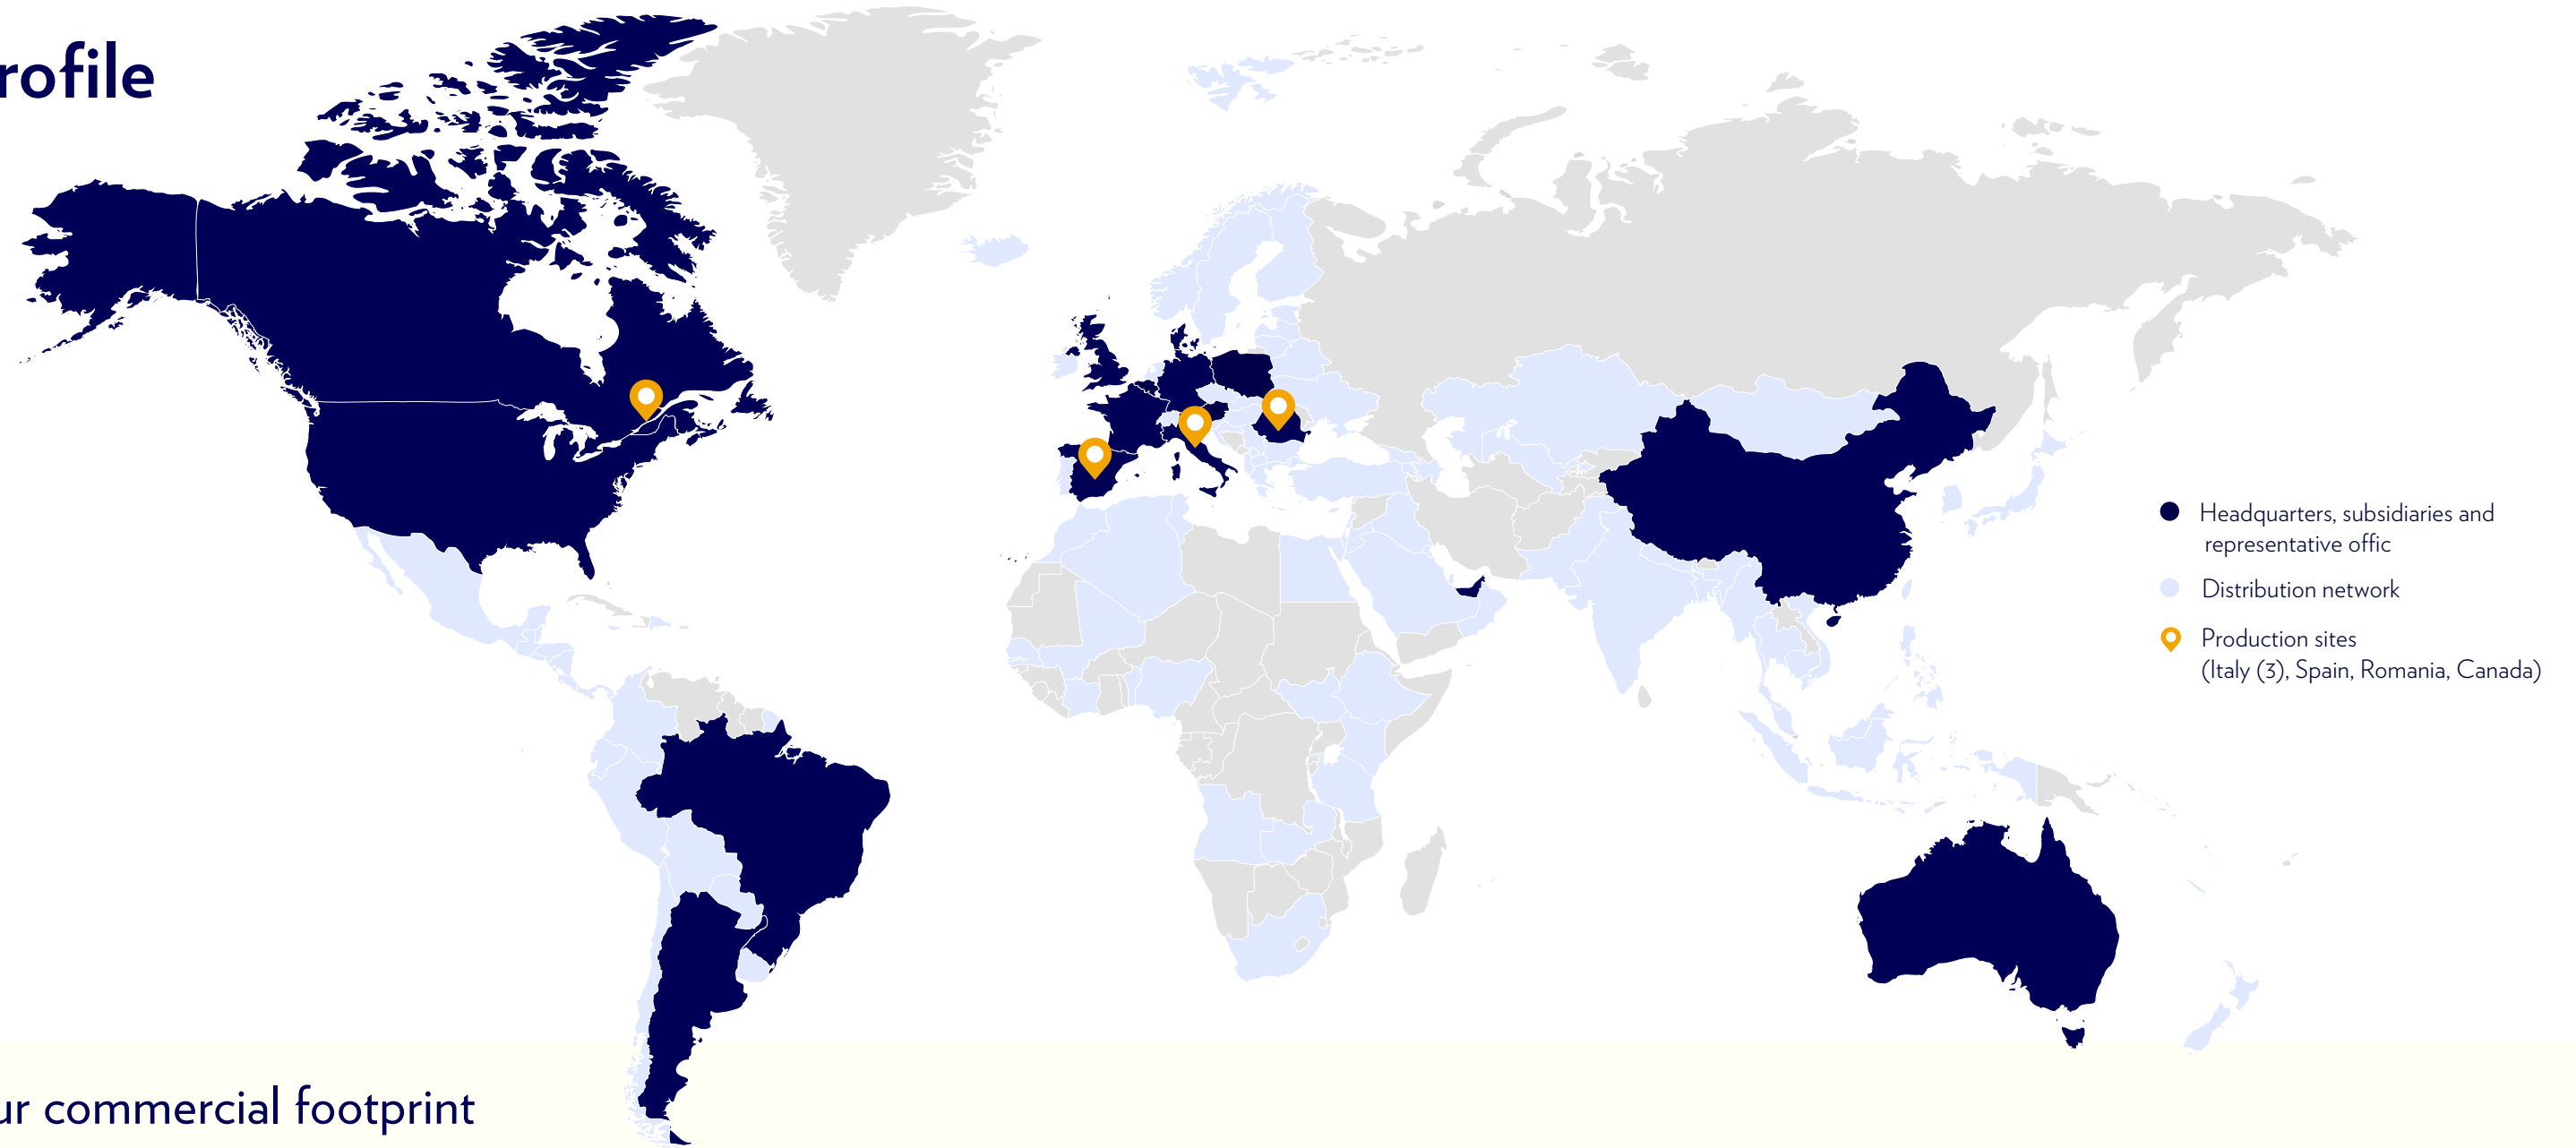 rofile
Headquarters, subsidiaries and
representative offic
Distribution network
Production sites
(Italy (3), Spain, Romania, Canada)
ur commercial footprint